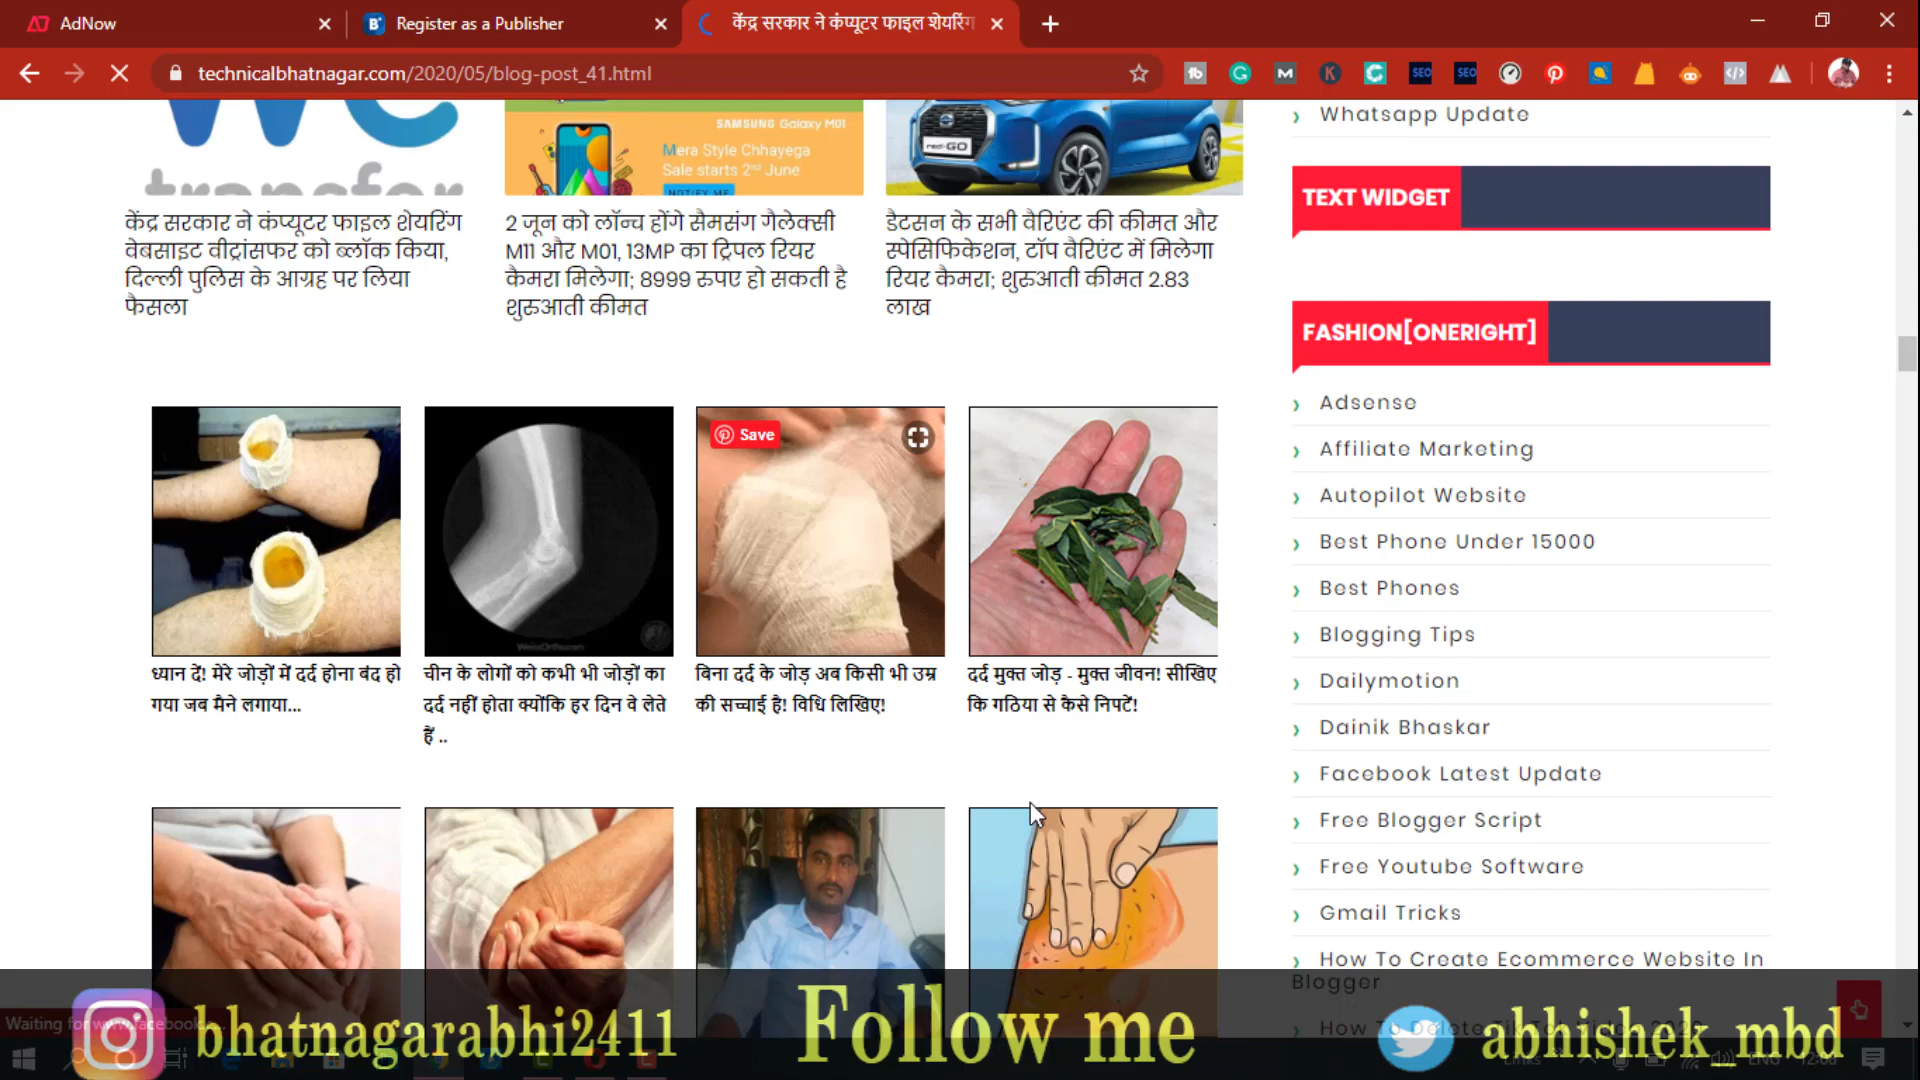 AdNow
Register as a Publisher
केंद्र सरकार ने कंप्यूटर फाइल शेयरिंग
technicalbhatnagar.com/2020/05/blog-post_41.html
transfer
SAMSUNG Galaxy M01
Mera Style Chhayega
Sale starts 2nd June
NOTIFY ME
redi-GO
केंद्र सरकार ने कंप्यूटर फाइल शेयरिंग
वेबसाइट वीट्रांसफर को ब्लॉक किया,
दिल्ली पुलिस के आग्रह पर लिया
फैसला
2 जून को लॉन्च होंगे सैमसंग गैलेक्सी
M11 और M01, 13MP का ट्रिपल रियर
कैमरा मिलेगा; 8999 रुपए हो सकती है
शुरुआती कीमत
डैटसन के सभी वैरिएंट की कीमत और
स्पेसिफिकेशन, टॉप वैरिएंट में मिलेगा
रियर कैमरा; शुरुआती कीमत 2.83
लाख
Save
ध्यान दें! मेरे जोड़ों में दर्द होना बंद हो
गया जब मैने लगाया...
चीन के लोगों को कभी भी जोड़ों का
दर्द नहीं होता क्योंकि हर दिन वे लेते
हैं ..
बिना दर्द के जोड़ अब किसी भी उम्र
की सच्चाई है! विधि लिखिए!
दर्द मुक्त जोड़ - मुक्त जीवन! सीखिए
कि गठिया से कैसे निपटें!
Whatsapp Update
TEXT WIDGET
FASHION[ONERIGHT]
Adsense
Affiliate Marketing
Autopilot Website
Best Phone Under 15000
Best Phones
Blogging Tips
Dailymotion
Dainik Bhaskar
Facebook Latest Update
Free Blogger Script
Free Youtube Software
Gmail Tricks
How To Create Ecommerce Website In
Blogger
bhatnagarabhi2411
Follow me
abhishek_mbd